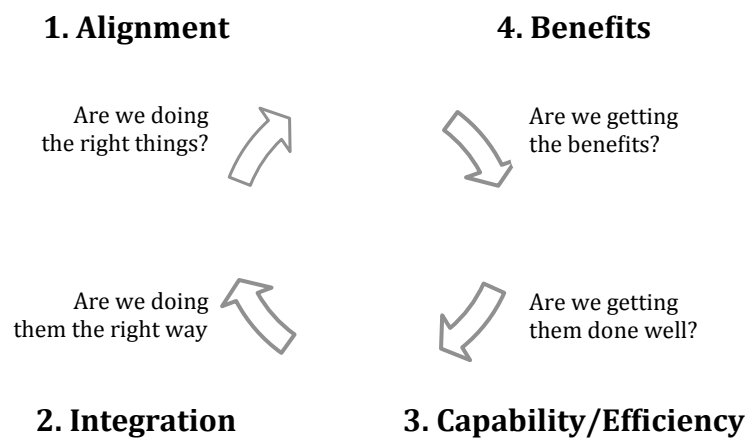 1. Alignment
4. Benefits
Are we doing
the right things?
Are we getting
the benefits?
Are we doing
them the right way
Are we getting
them done well?
2. Integration
3. Capability/Efficiency